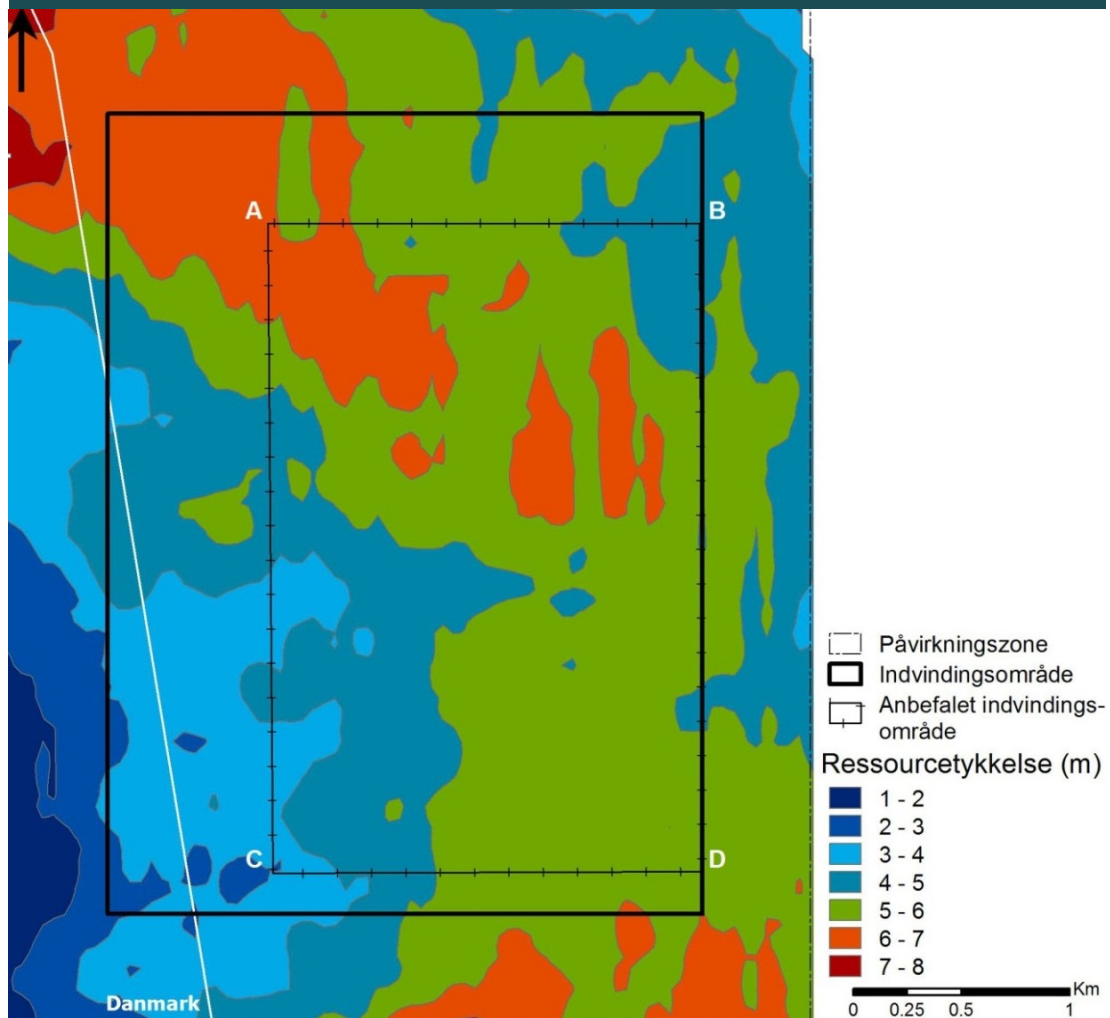 A
B
C
D
Danmark
Påvirkningszone
Indvindingsområde
Anbefalet indvindings-
område
Ressourcetykkelse (m)
1 - 2
2 - 3
3 - 4
4 - 5
5 - 6
6 - 7
7 - 8
Km
0 0.25 0.5 1